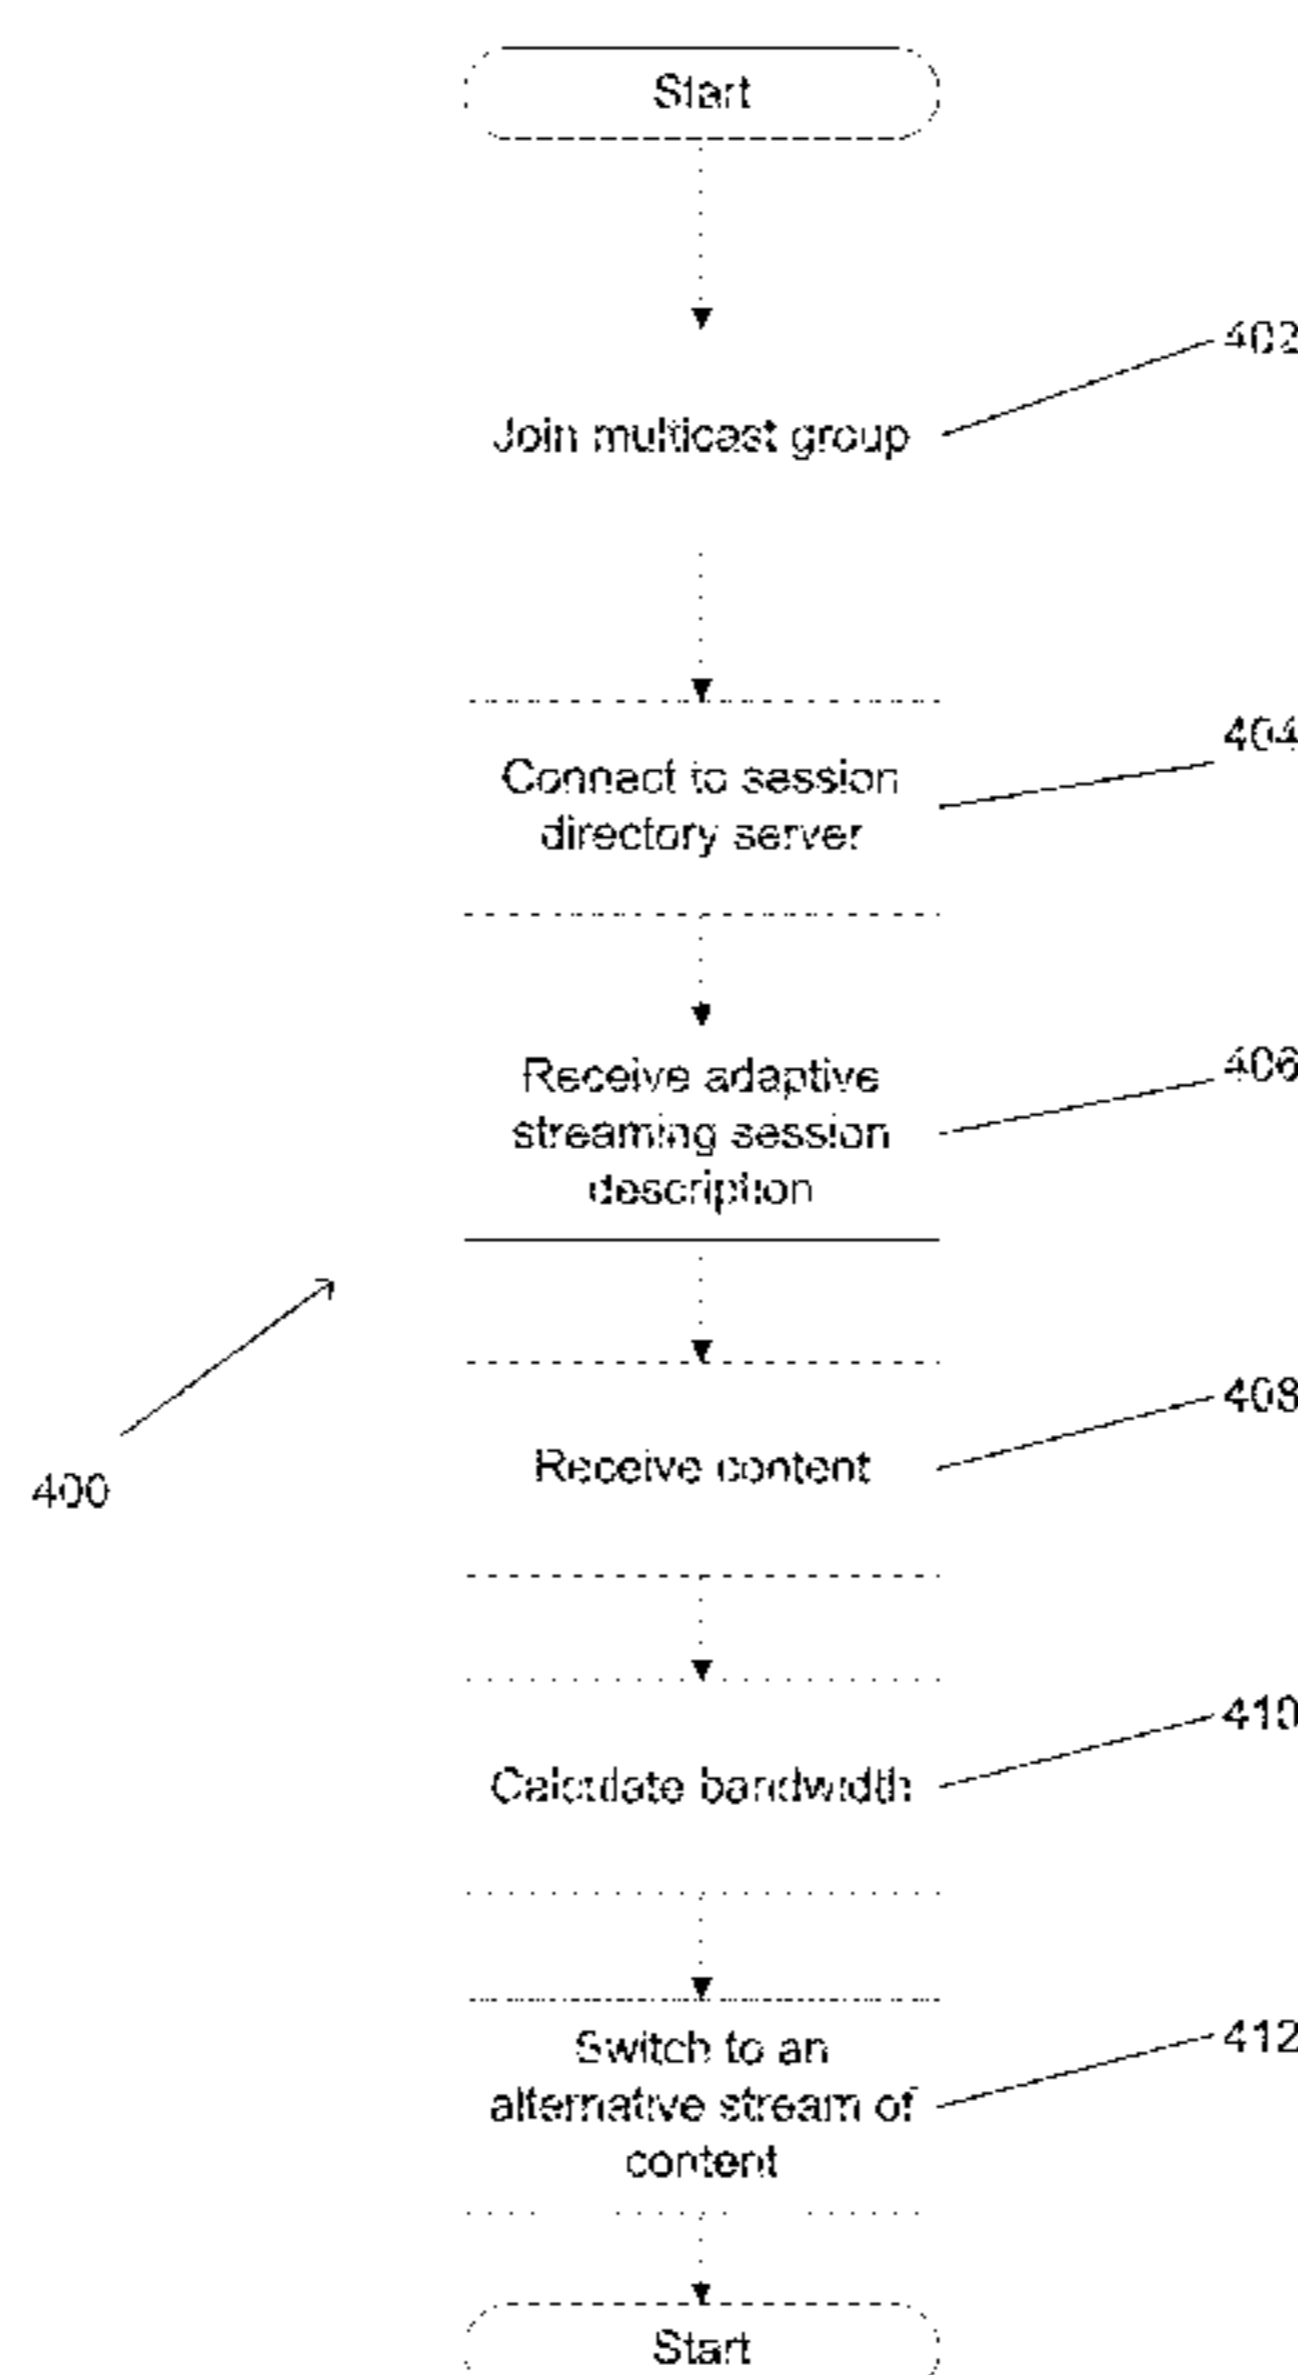 Start
402
Join multicast group
404
Connect to session
directory server
406
Receive adaptive
streaming session
description
408
Receive content
400
410
Calculate bandwidth
412
Switch to an
alternative stream of
content
Start